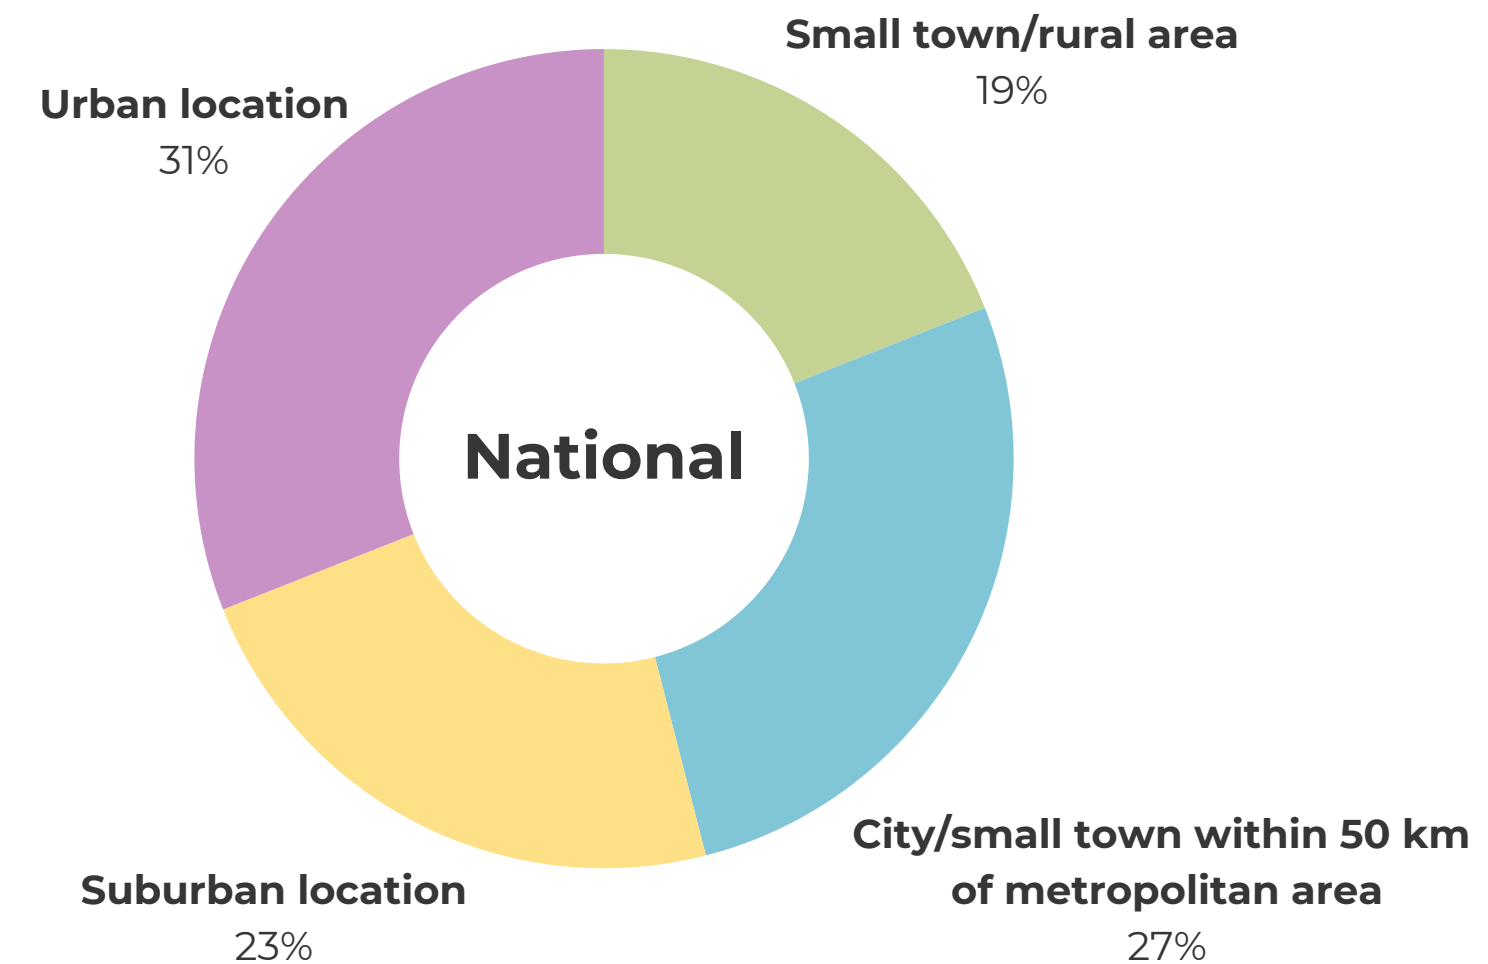 Small town/rural area
19%
Urban location
31%
National
City/small town within 50 km
of metropolitan area
27%
Suburban location
23%